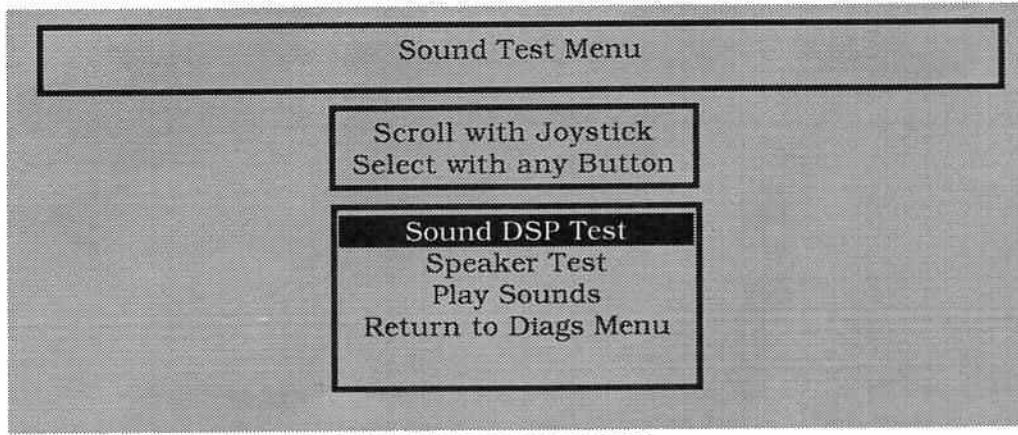 Sound Test Menu
Scroll with Joystick
Select with any Button
Sound DSP Test
Speaker Test
Play Sounds
Return to Diags Menu